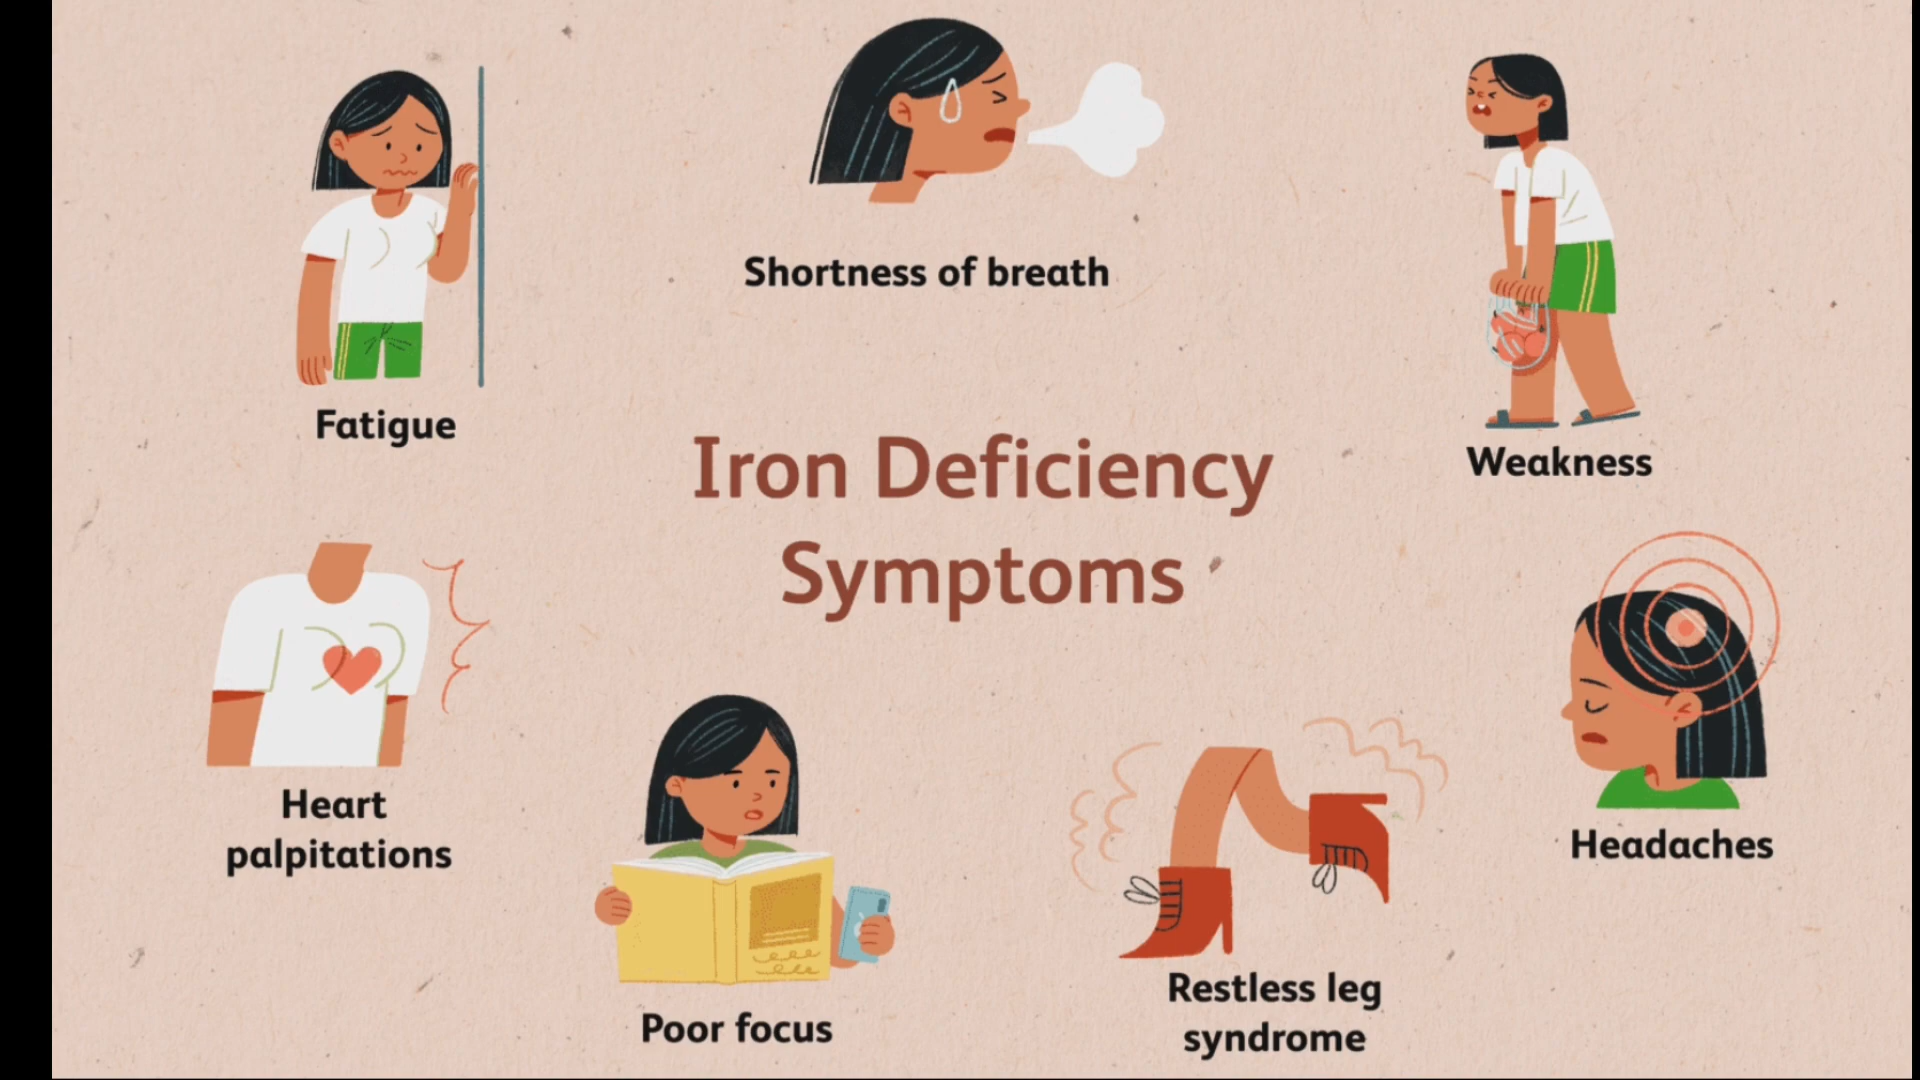 Shortness of breath
Fatigue
Weakness
Iron Deficiency
Symptoms
Heart
palpitations
Headaches
Poor focus
Restless leg
syndrome